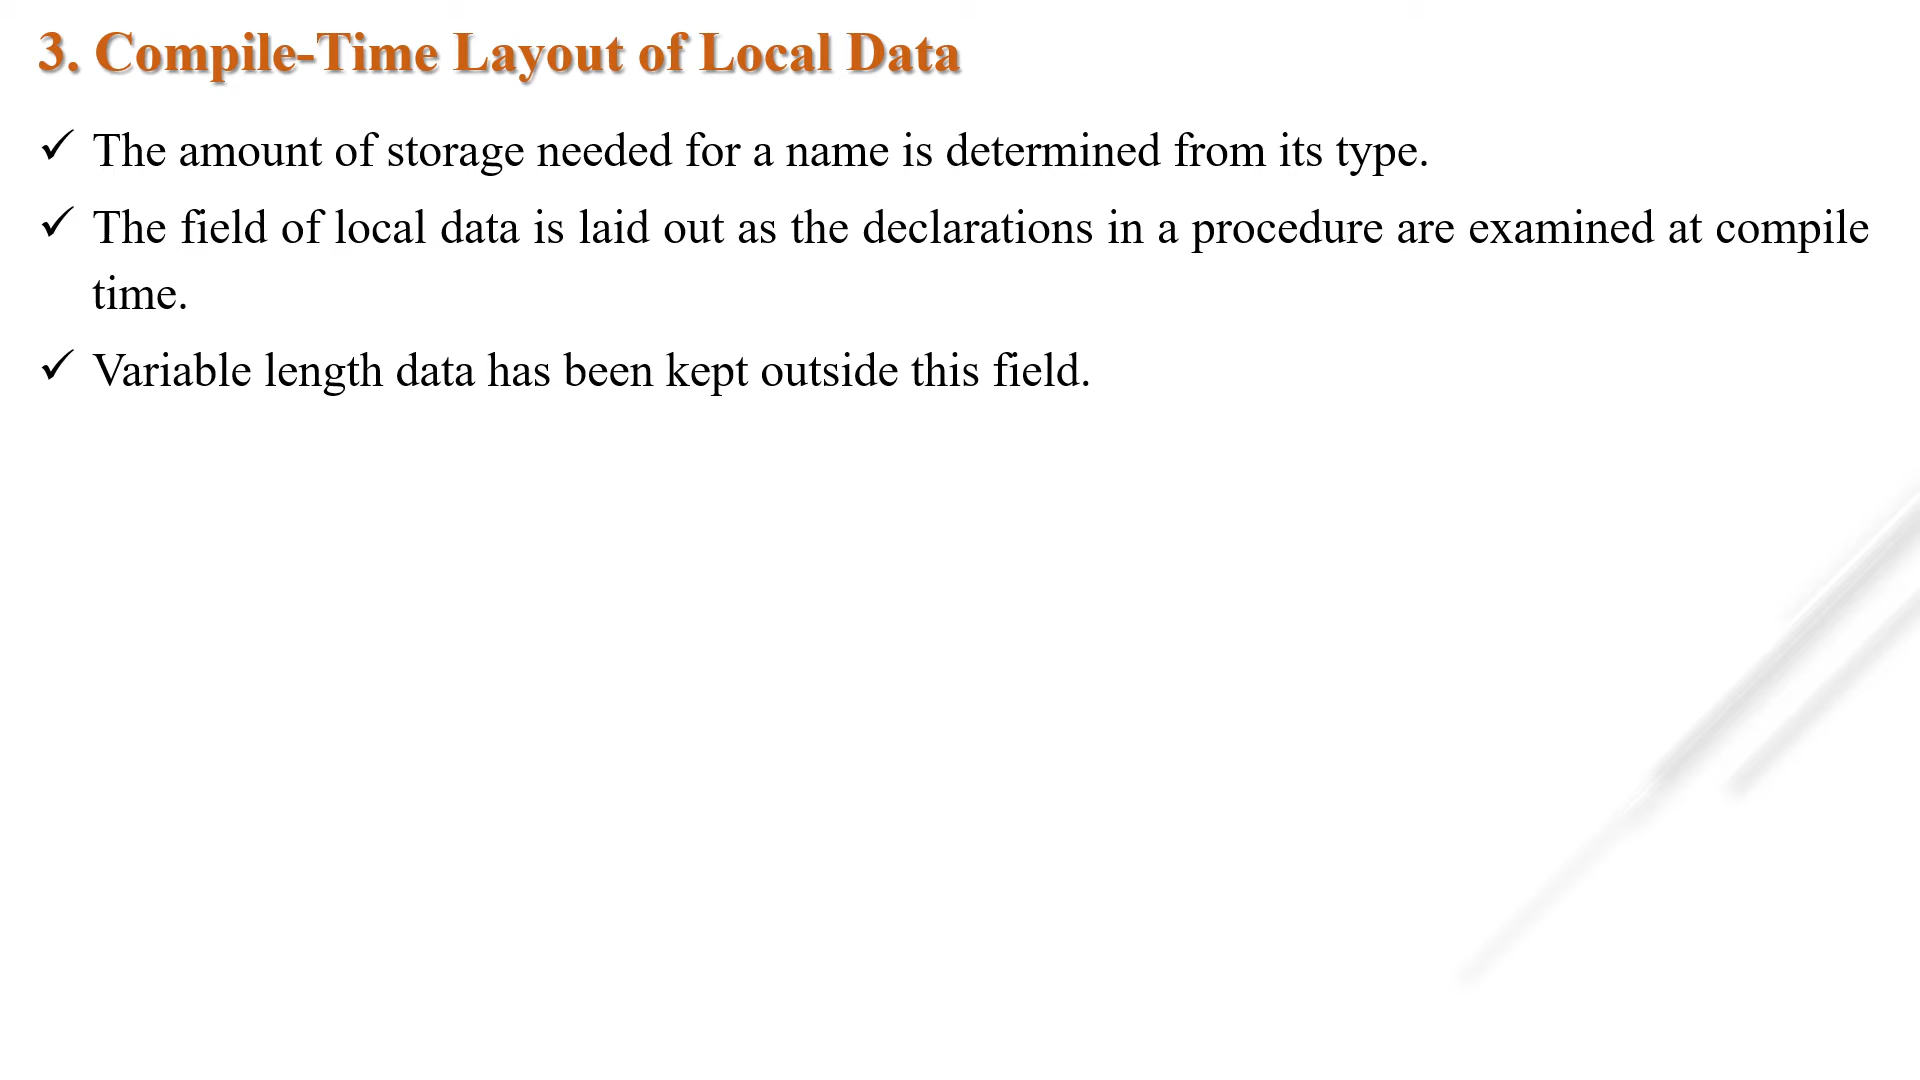 3. Compile-Time Layout of Local Data
✓ The amount of storage needed for a name is determined from its type.
✓ The field of local data is laid out as the declarations in a procedure are examined at compile
time.
✓ Variable length data has been kept outside this field.